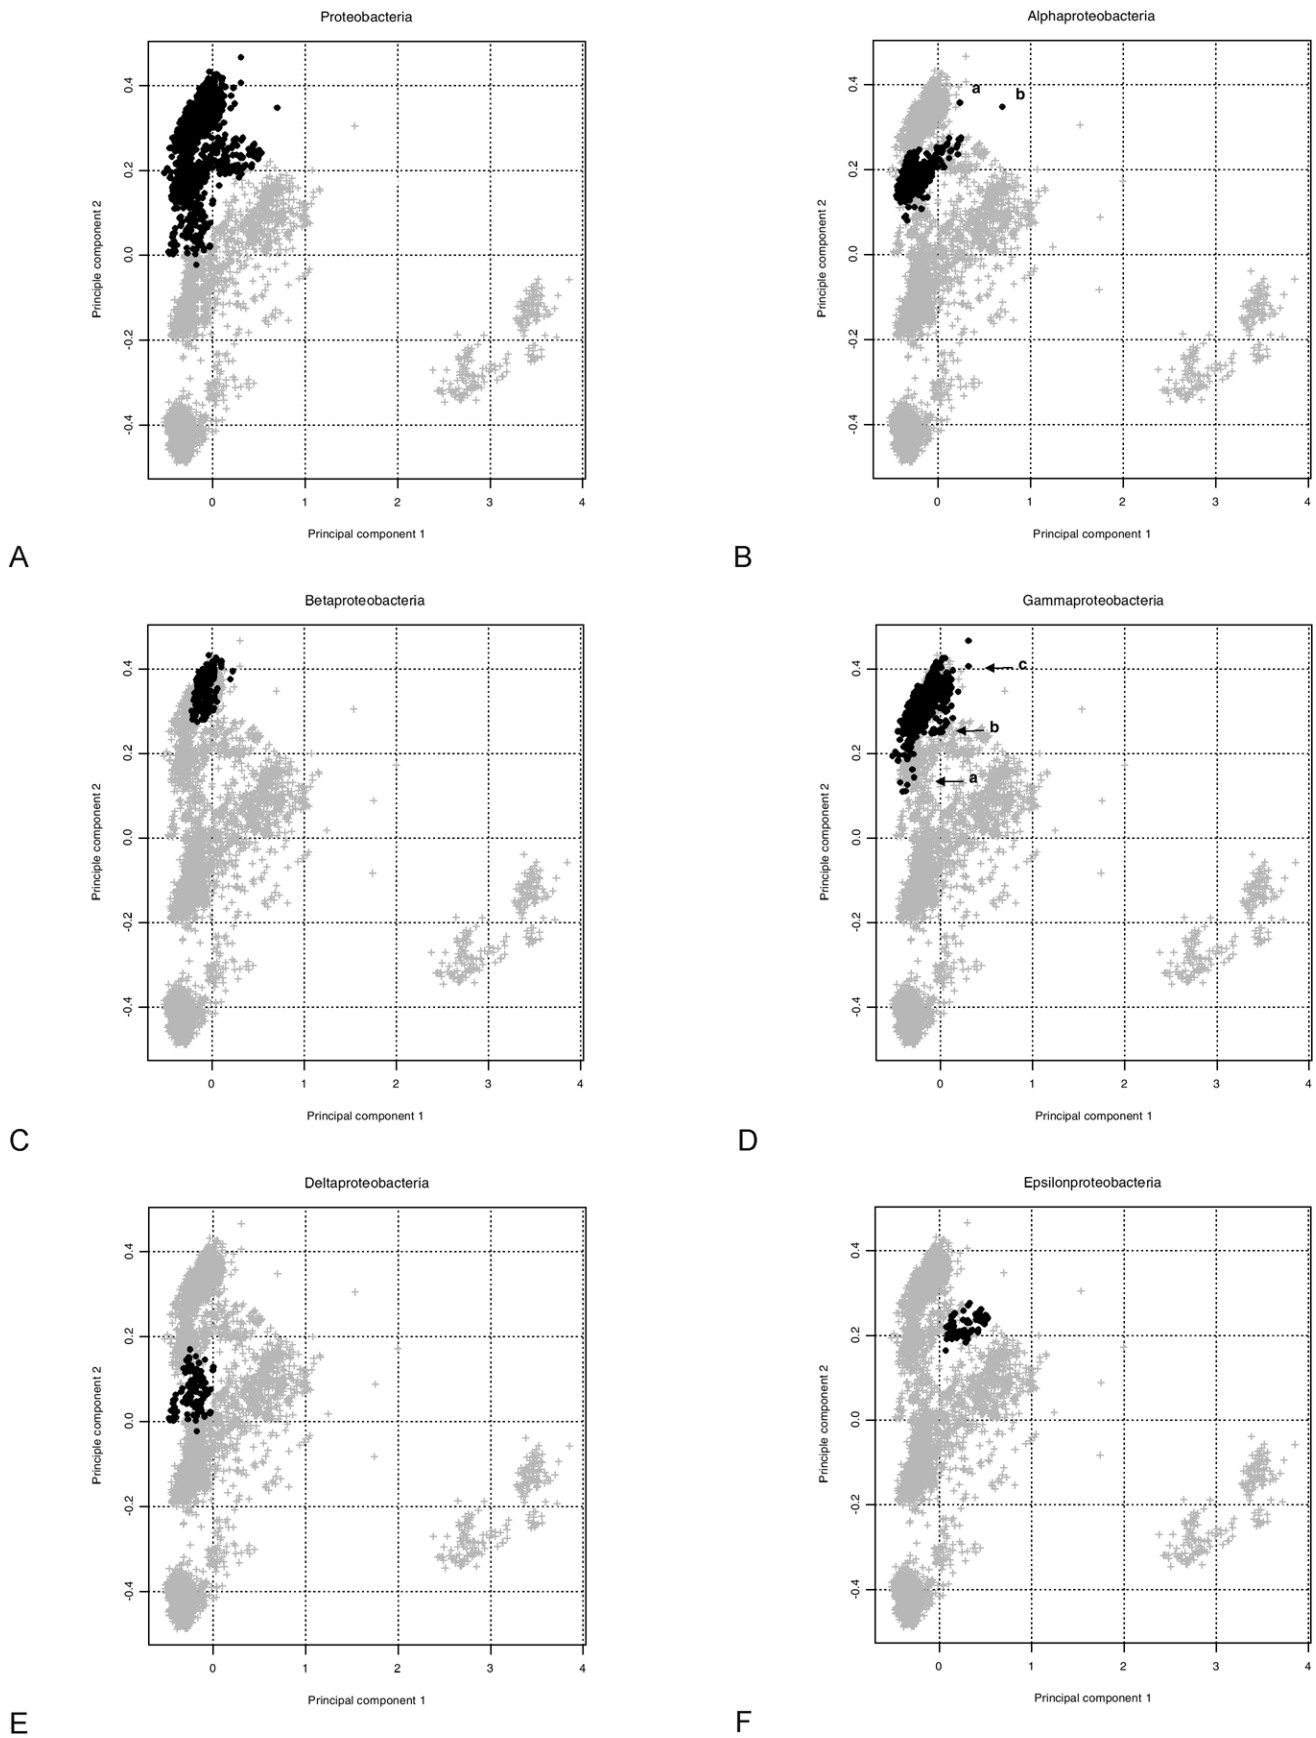 Proteobacteria
Alphaproteobacteria
Principle component 2
0.4
0.2
0.0
-0.2
-0.4
0 1 2 3 4
Principal component 1
A
Principle component 2
0.4
0.2
0.0
-0.2
-0.4
a
b
0 1 2 3 4
Principal component 1
B
Betaproteobacteria
Gammaproteobacteria
Principle component 2
0.4
0.2
0.0
-0.2
-0.4
0 1 2 3 4
Principal component 1
C
Principle component 2
0.4
0.2
0.0
-0.2
-0.4
c
b
a
0 1 2 3 4
Principal component 1
D
Deltaproteobacteria
Epsilonproteobacteria
Principle component 2
0.4
0.2
0.0
-0.2
-0.4
0 1 2 3 4
Principal component 1
E
Principle component 2
0.4
0.2
0.0
-0.2
-0.4
0 1 2 3 4
Principal component 1
F